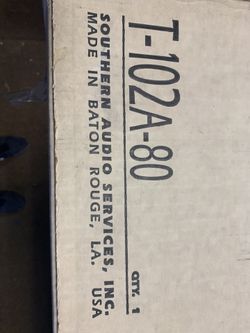 T-102A-80
QTY. 1
SOUTHERN AUDIO SERVICES, INC.
MADE IN BATON ROUGE, LA.
USA